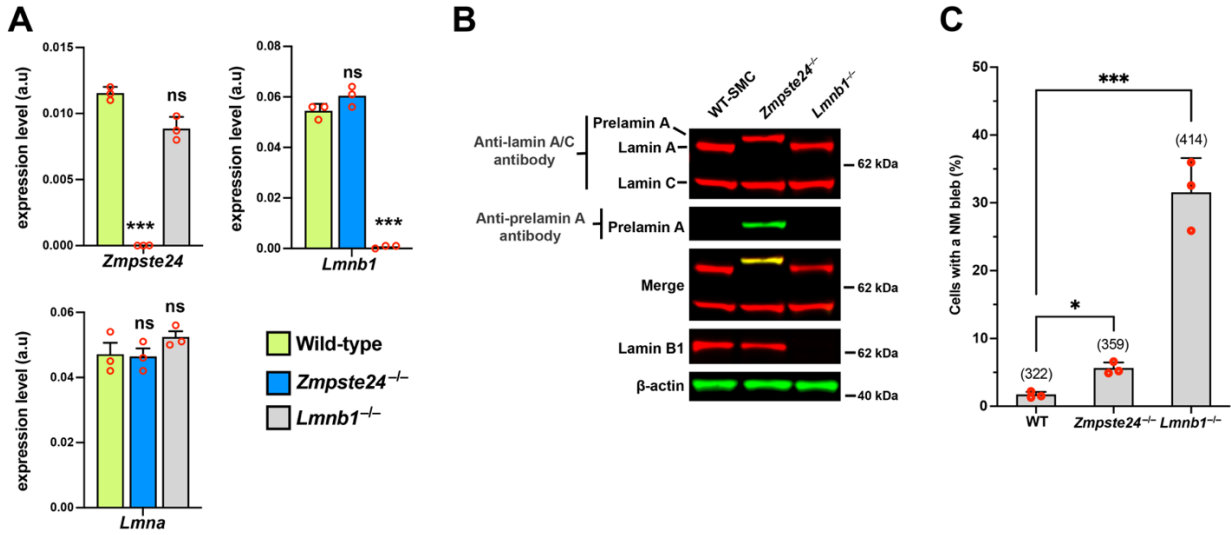 A
expression level (a.u)
0.015
0.010
0.005
0.000
***
ns
Zmpste24
expression level (a.u)
0.08
0.06
0.04
0.02
0.00
ns
***
Lmnb1
expression level (a.u)
0.06
0.04
0.02
0.00
ns
ns
Lmna
Wild-type
Zmpste24–/–
Lmnb1–/–
B
WT-SMC
Zmpste24–/–
Lmnb1–/–
Anti-lamin A/C
antibody
Prelamin A
Lamin A
Lamin C
62 kDa
Anti-prelamin A
antibody
Prelamin A
Merge
62 kDa
Lamin B1
62 kDa
β-actin
40 kDa
C
Cells with a NM bleb (%)
50
40
30
20
10
5
0
***
*
(322)
(359)
(414)
WT
Zmpste24–/–
Lmnb1–/–